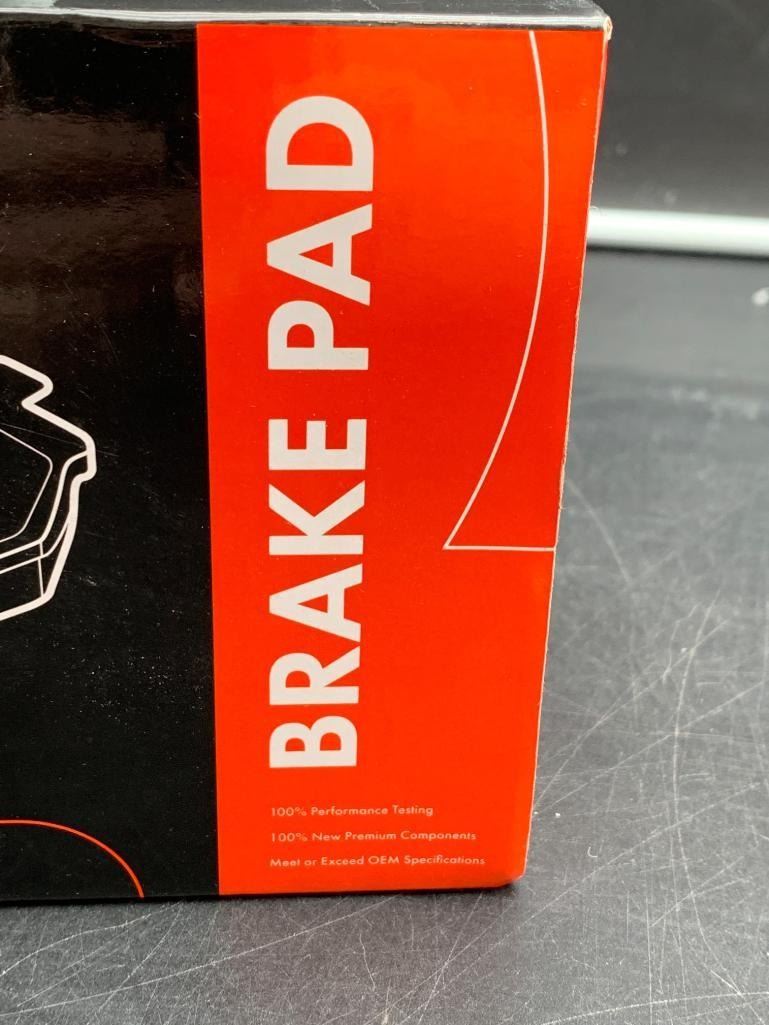 BRAKE PAD
100% Performance Testing
100% New Premium Components
Meet or Exceed OEM Specifications